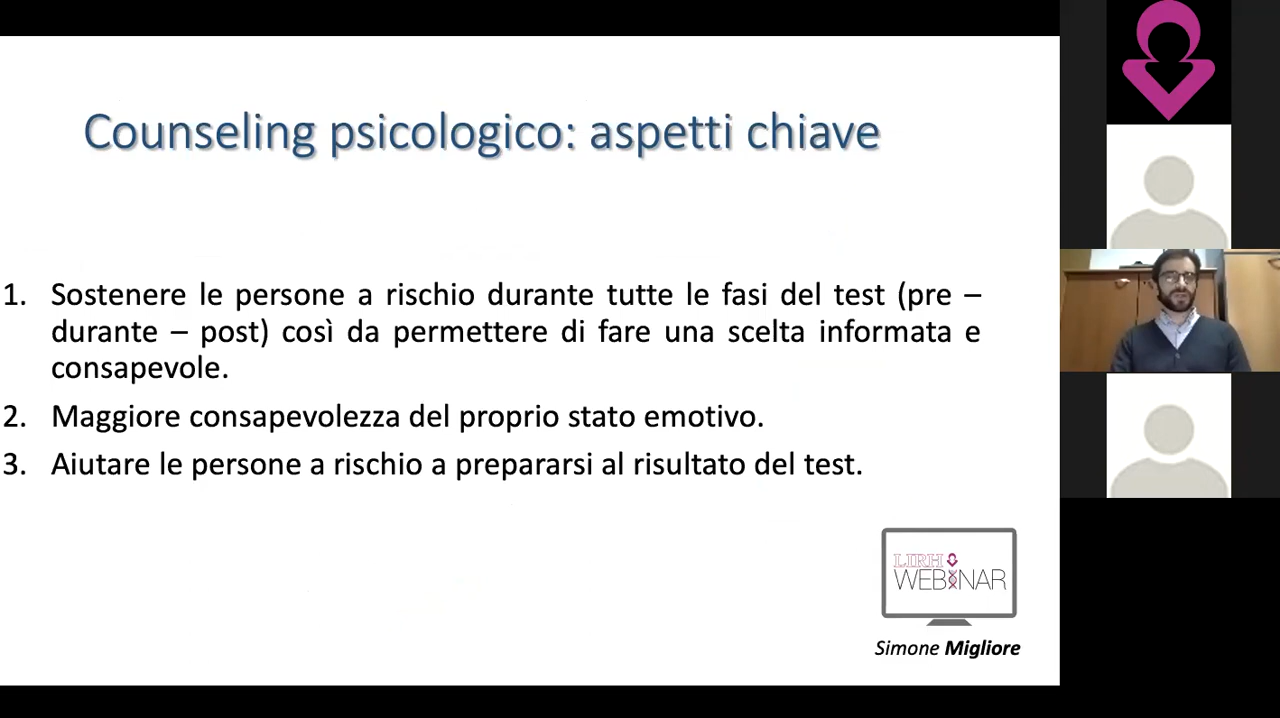 Counseling psicologico: aspetti chiave
1. Sostenere le persone a rischio durante tutte le fasi del test (pre –
durante – post) così da permettere di fare una scelta informata e
consapevole.
2. Maggiore consapevolezza del proprio stato emotivo.
3. Aiutare le persone a rischio a prepararsi al risultato del test.
LIRH
WEBINAR
Simone Migliore